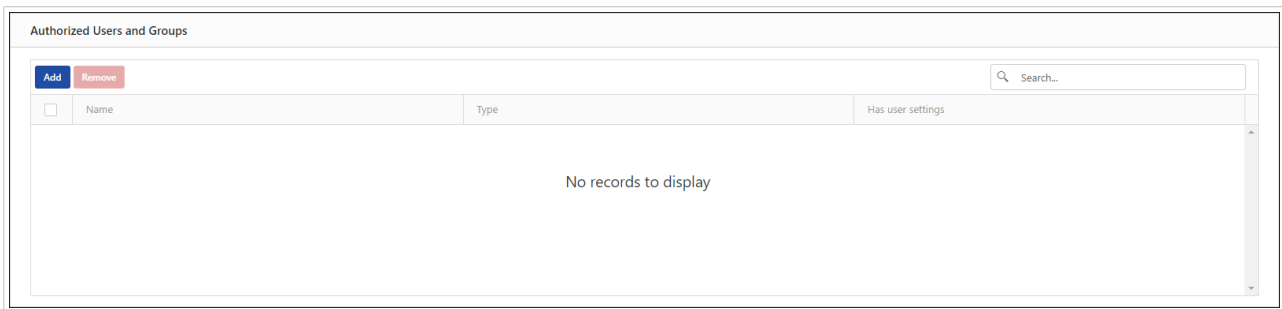 Authorized Users and Groups
Add Remove Search...
Name Type Has user settings
No records to display